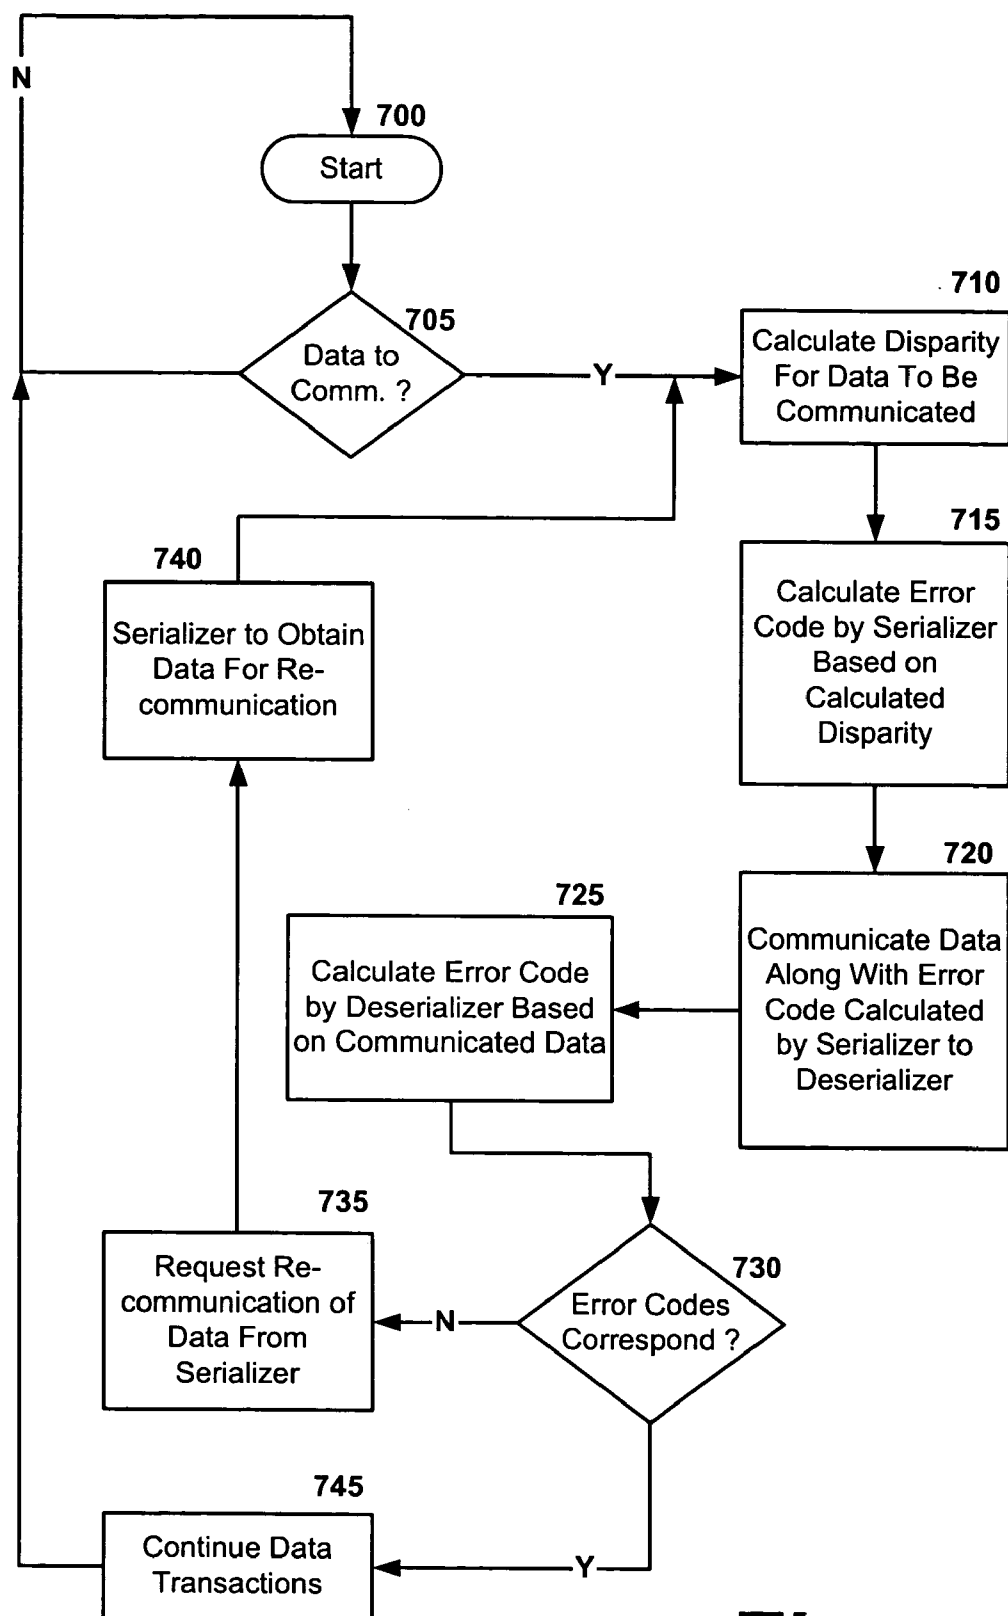 N
700
Start
705
Data to
Comm. ?
Y
710
Calculate Disparity
For Data To Be
Communicated
715
Calculate Error
Code by Serializer
Based on
Calculated
Disparity
740
Serializer to Obtain
Data For Re-
communication
720
Communicate Data
Along With Error
Code Calculated
by Serializer to
Deserializer
725
Calculate Error Code
by Deserializer Based
on Communicated Data
730
Error Codes
Correspond ?
N
735
Request Re-
communication of
Data From
Serializer
Y
745
Continue Data
Transactions